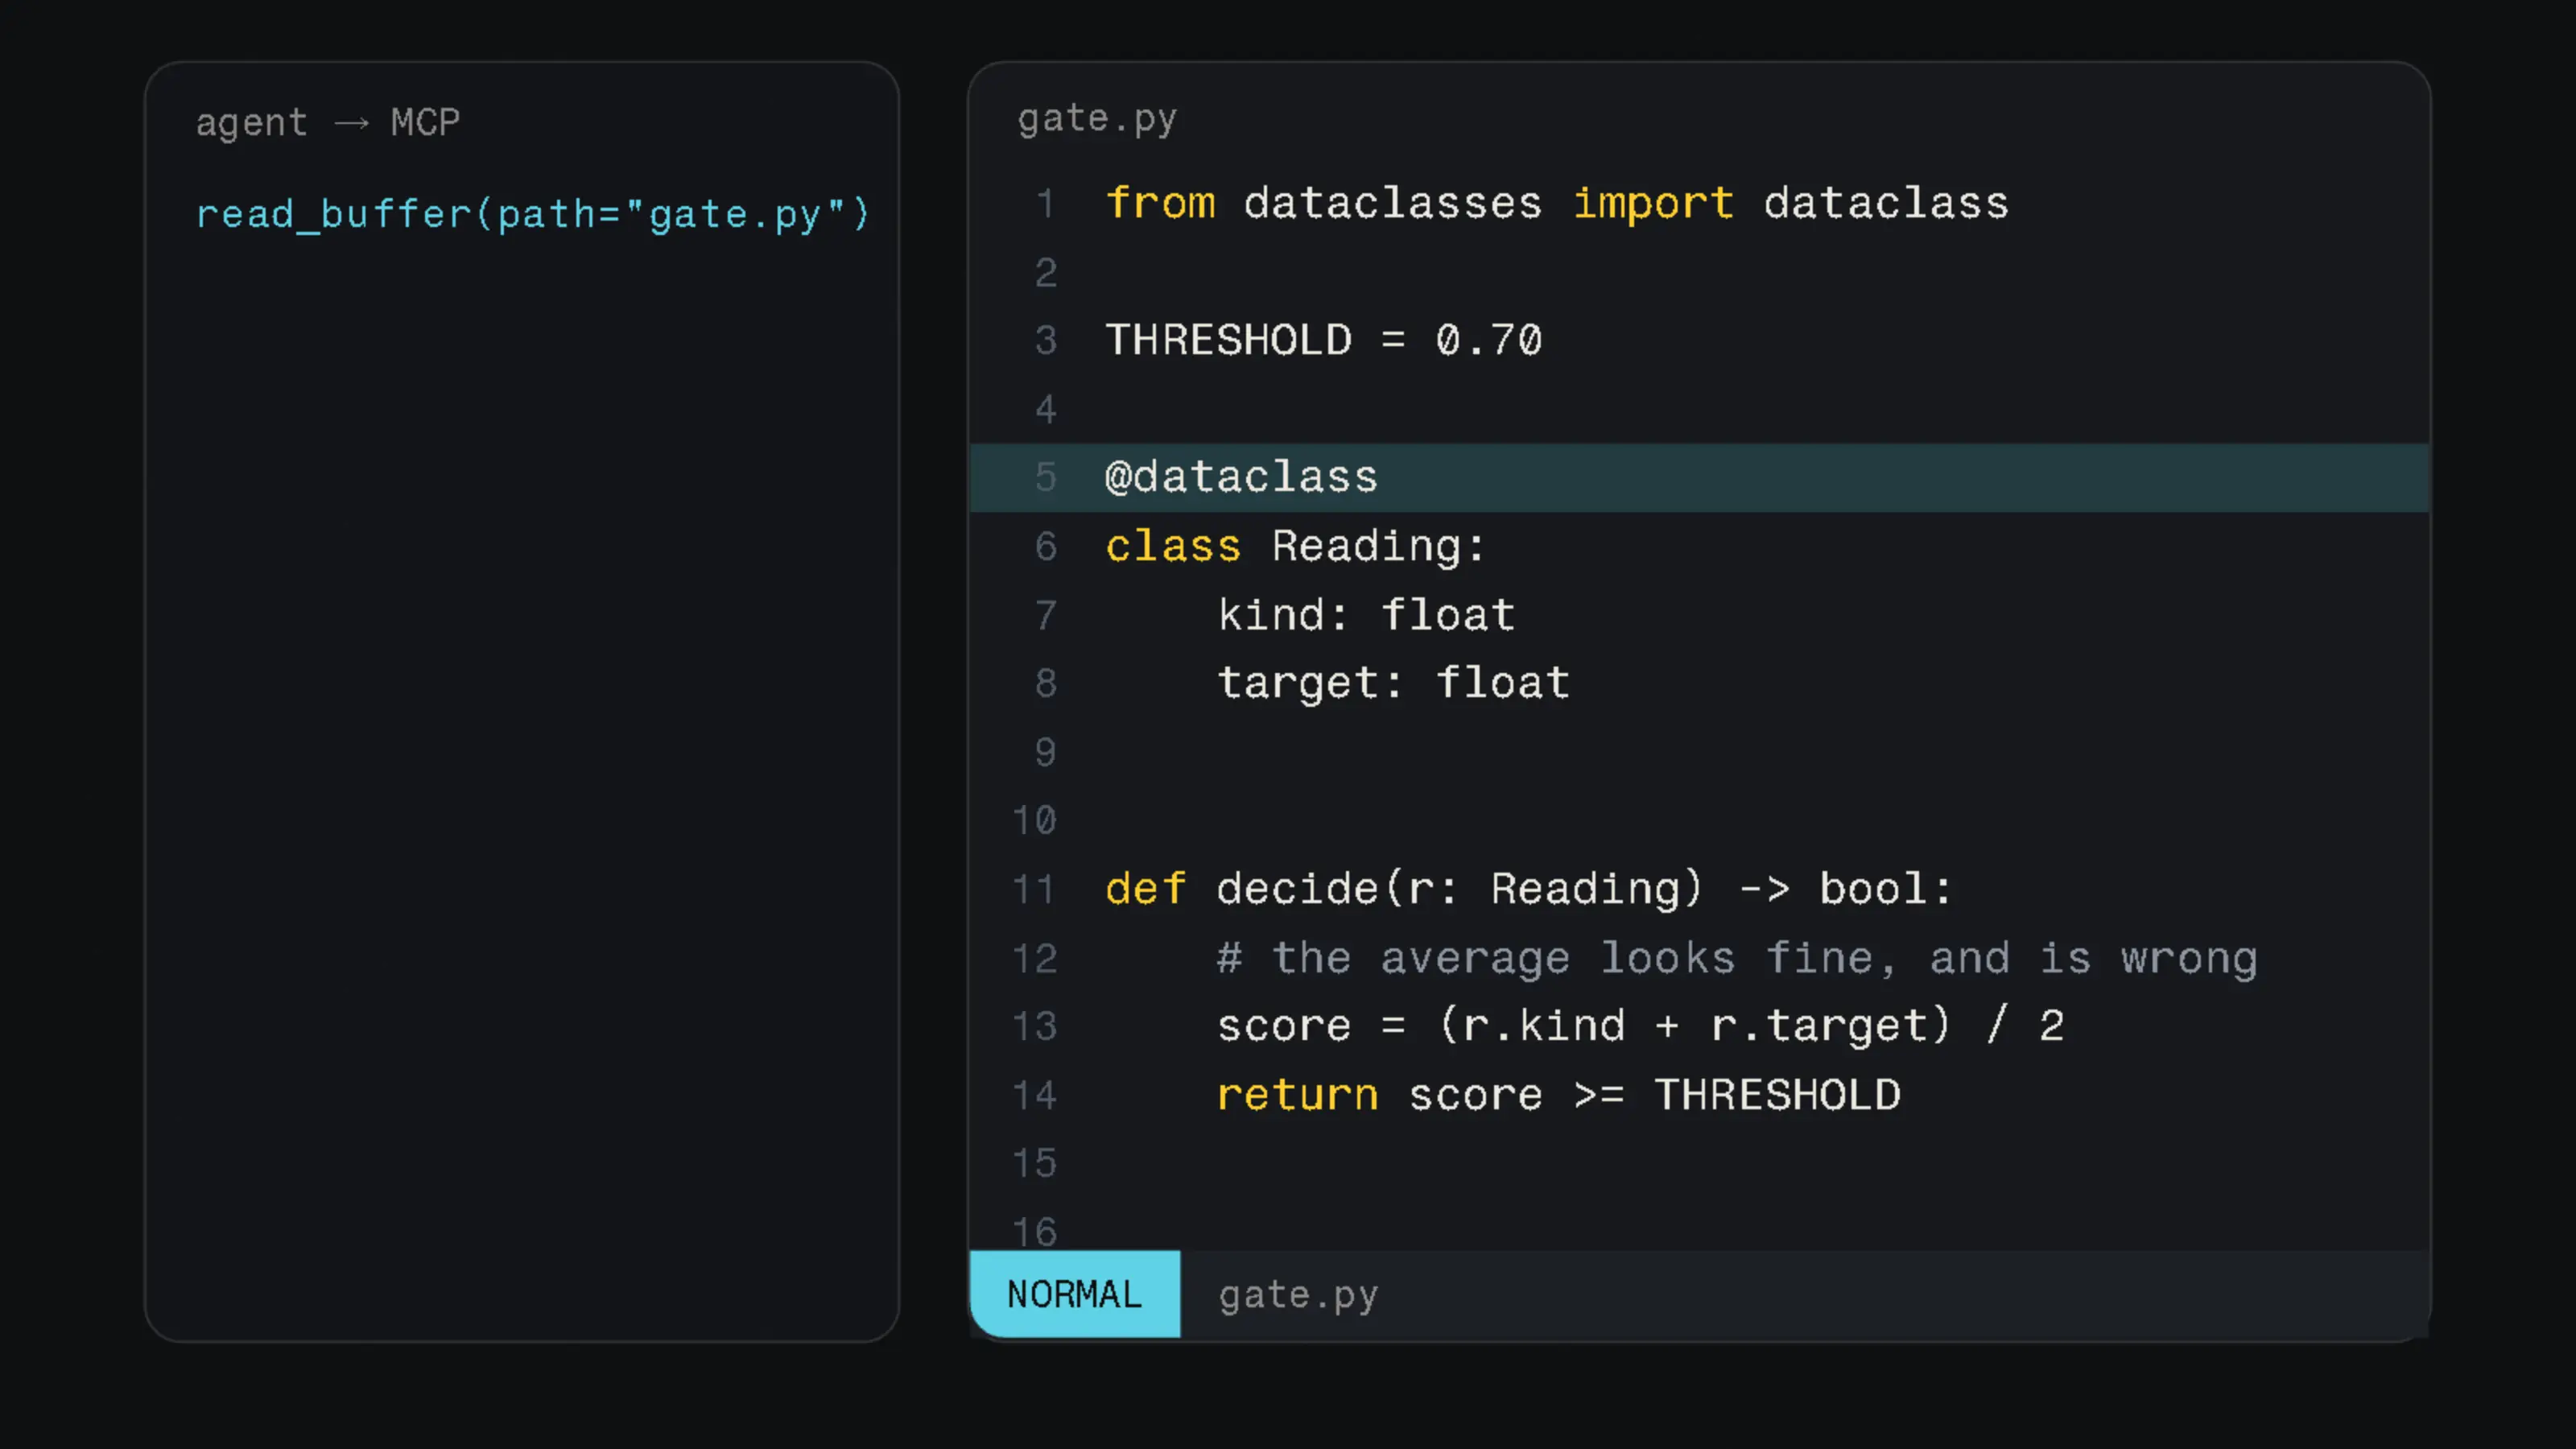 agent → MCP
read_buffer(path="gate.py")
gate.py
1 from dataclasses import dataclass
2
3 THRESHOLD = 0.70
4
5 @dataclass
6 class Reading:
7     kind: float
8     target: float
9
10
11 def decide(r: Reading) -> bool:
12     # the average looks fine, and is wrong
13     score = (r.kind + r.target) / 2
14     return score >= THRESHOLD
15
16
NORMAL gate.py